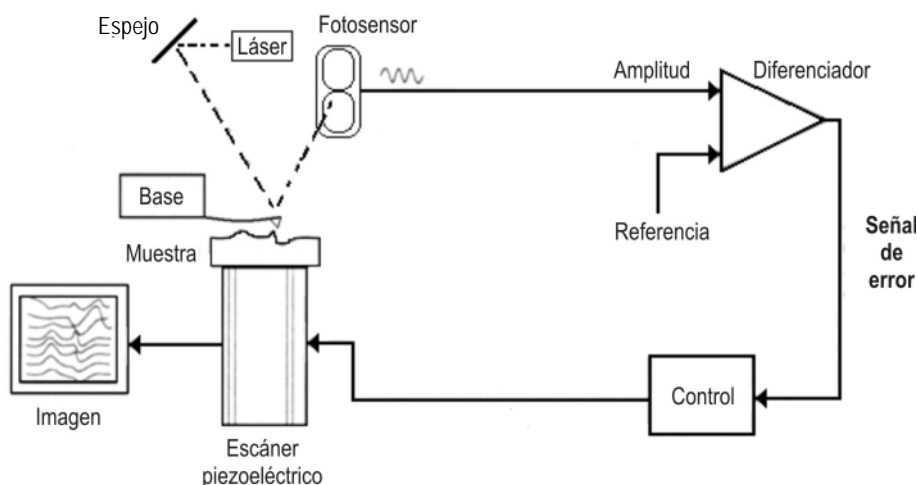 Espejo
Láser
Fotosensor
Amplitud
Diferenciador
Base
Muestra
Referencia
Señal
de
error
Imagen
Control
Escáner
piezoeléctrico